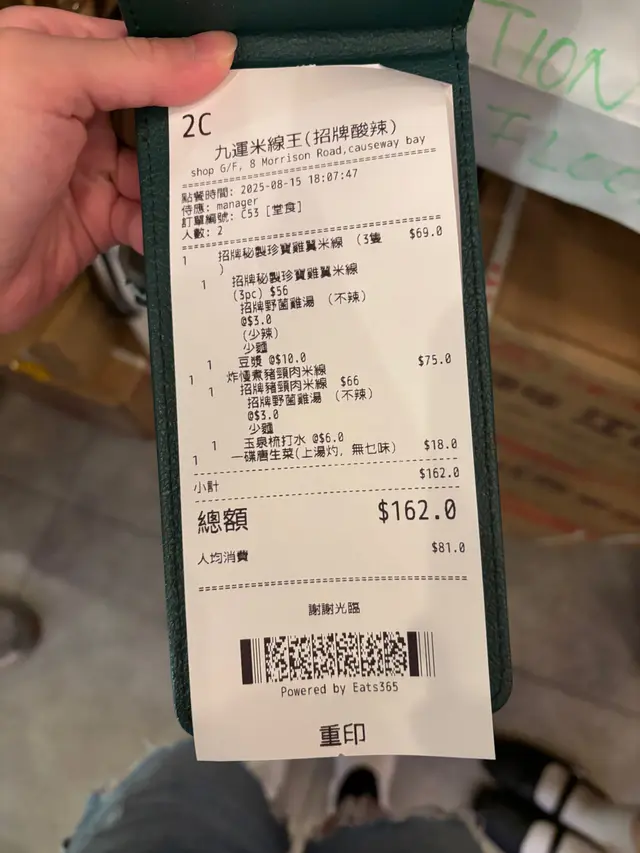 2C
九運米線王(招牌酸辣)
shop G/F, 8 Morrison Road,causeway bay
點餐時間: 2025-08-15 18:07:47
侍應: manager
訂單編號: C53 [堂食]
人數: 2
1 招牌秘製珍寶雞翼米線 (3隻 $69.0
)
1 招牌秘製珍寶雞翼米線
(3pc) $56
招牌野菌雞湯 (不辣)
@$3.0
(少辣)
少麵
1 豆漿 @$10.0
1 炸慢煮豬頸肉米線 $75.0
1 招牌豬頸肉米線 $66
招牌野菌雞湯 (不辣)
@$3.0
少麵
1 玉泉梳打水 @$6.0
1 一碟唐生菜(上湯灼, 無七味) $18.0
小計 $162.0
總額 $162.0
人均消費 $81.0
謝謝光臨
Powered by Eats365
重印
TION